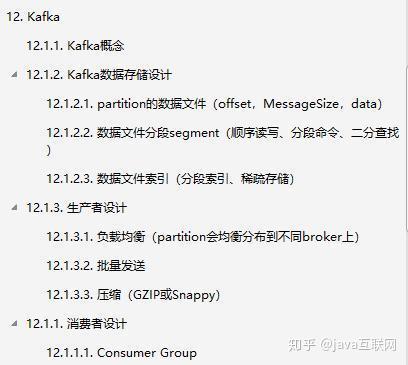 12. Kafka
12.1.1. Kafka概念
12.1.2. Kafka数据存储设计
12.1.2.1. partition的数据文件（offset，MessageSize，data）
12.1.2.2. 数据文件分段segment（顺序读写、分段命令、二分查找
）
12.1.2.3. 数据文件索引（分段索引、稀疏存储）
12.1.3. 生产者设计
12.1.3.1. 负载均衡（partition会均衡分布到不同broker上）
12.1.3.2. 批量发送
12.1.3.3. 压缩（GZIP或Snappy）
12.1.1. 消费者设计
12.1.1.1. Consumer Group
知乎 @java互联网